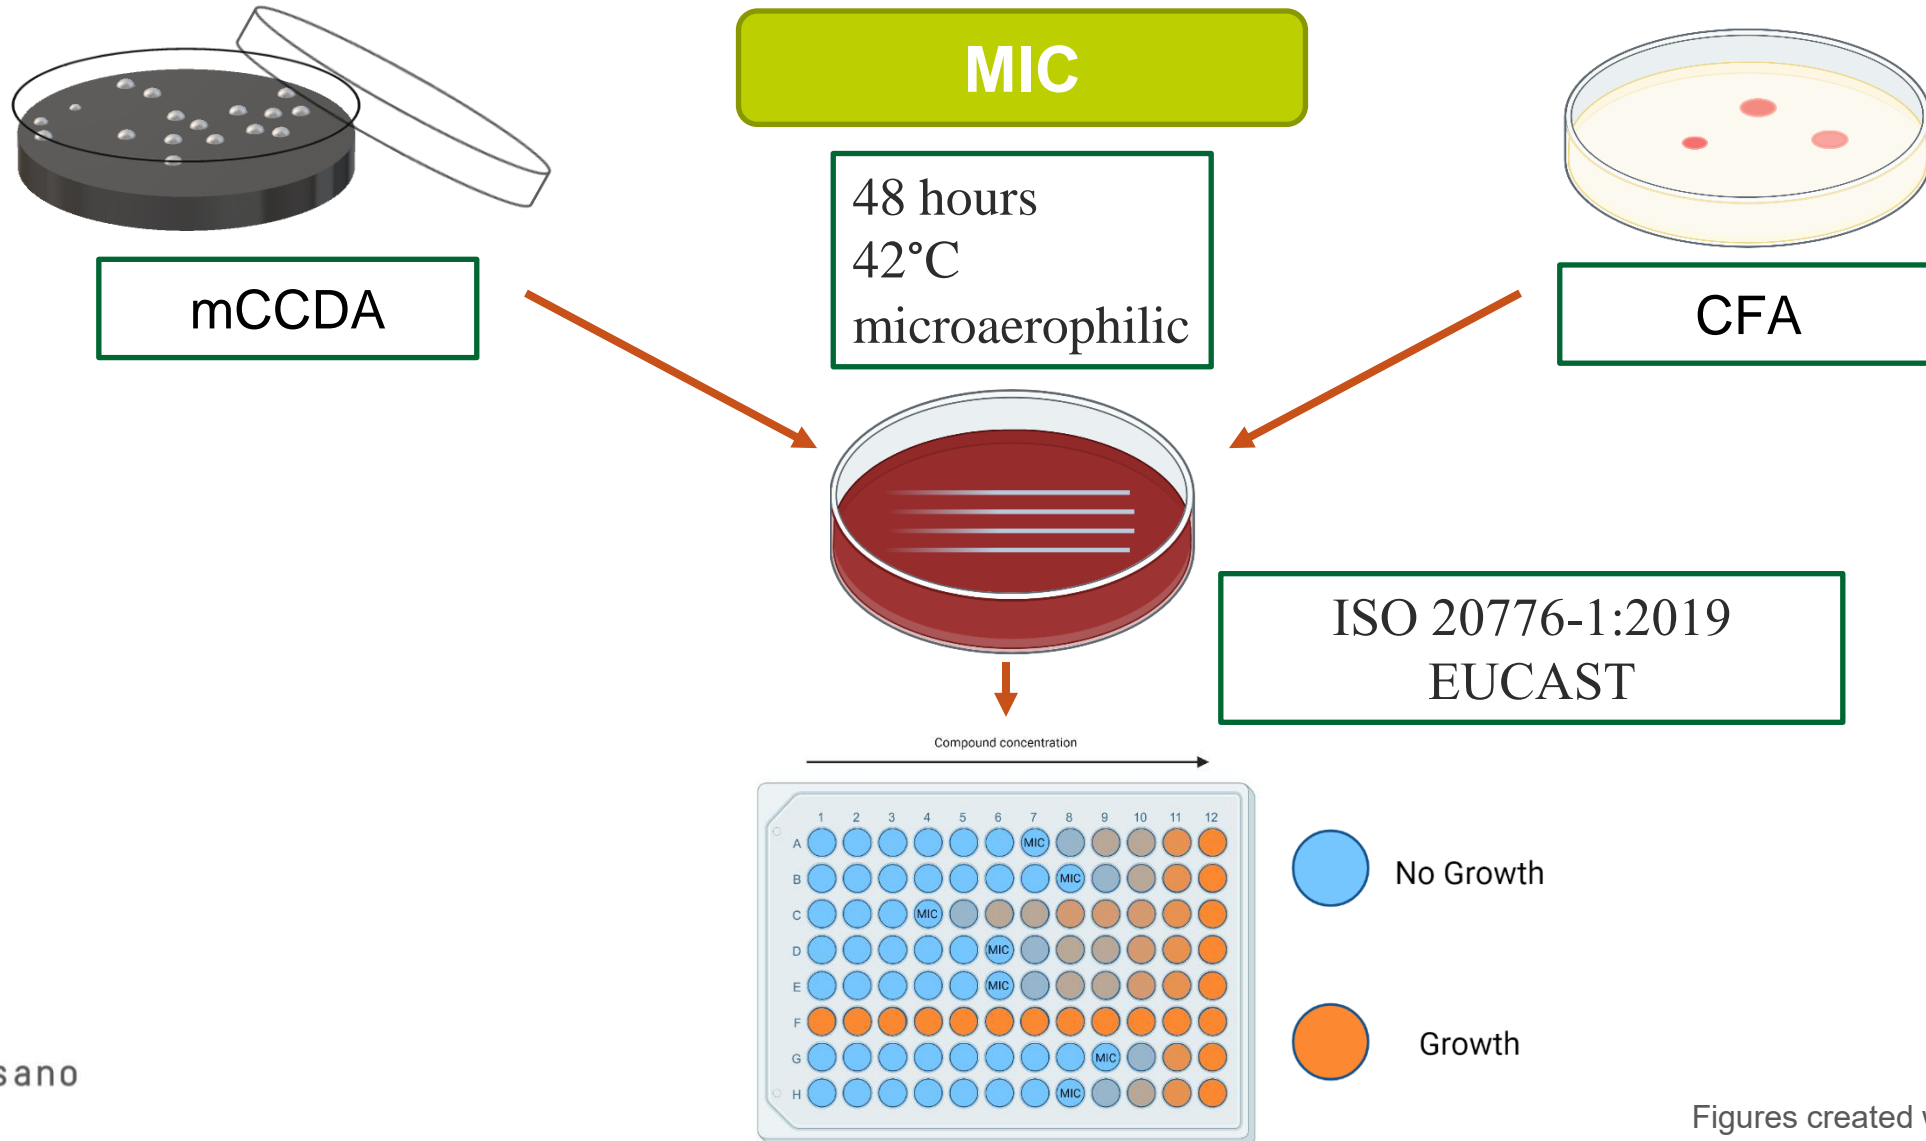 MIC
48 hours
42°C
microaerophilic
mCCDA
CFA
ISO 20776-1:2019
EUCAST
Compound concentration
1 2 3 4 5 6 7 8 9 10 11 12
A MIC
B MIC
C MIC
D MIC
E MIC
F
G MIC
H MIC
No Growth
Growth
sano
Figures created w